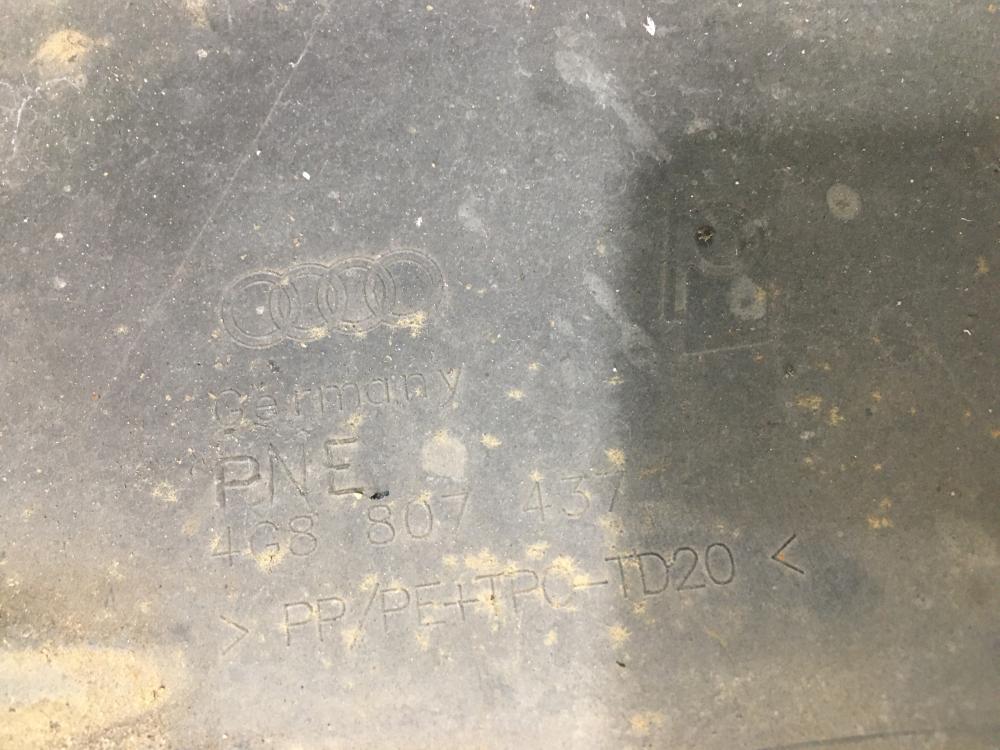 Germany
PNE
4G8 807 437
> PP/PE+TPO-TD20 <